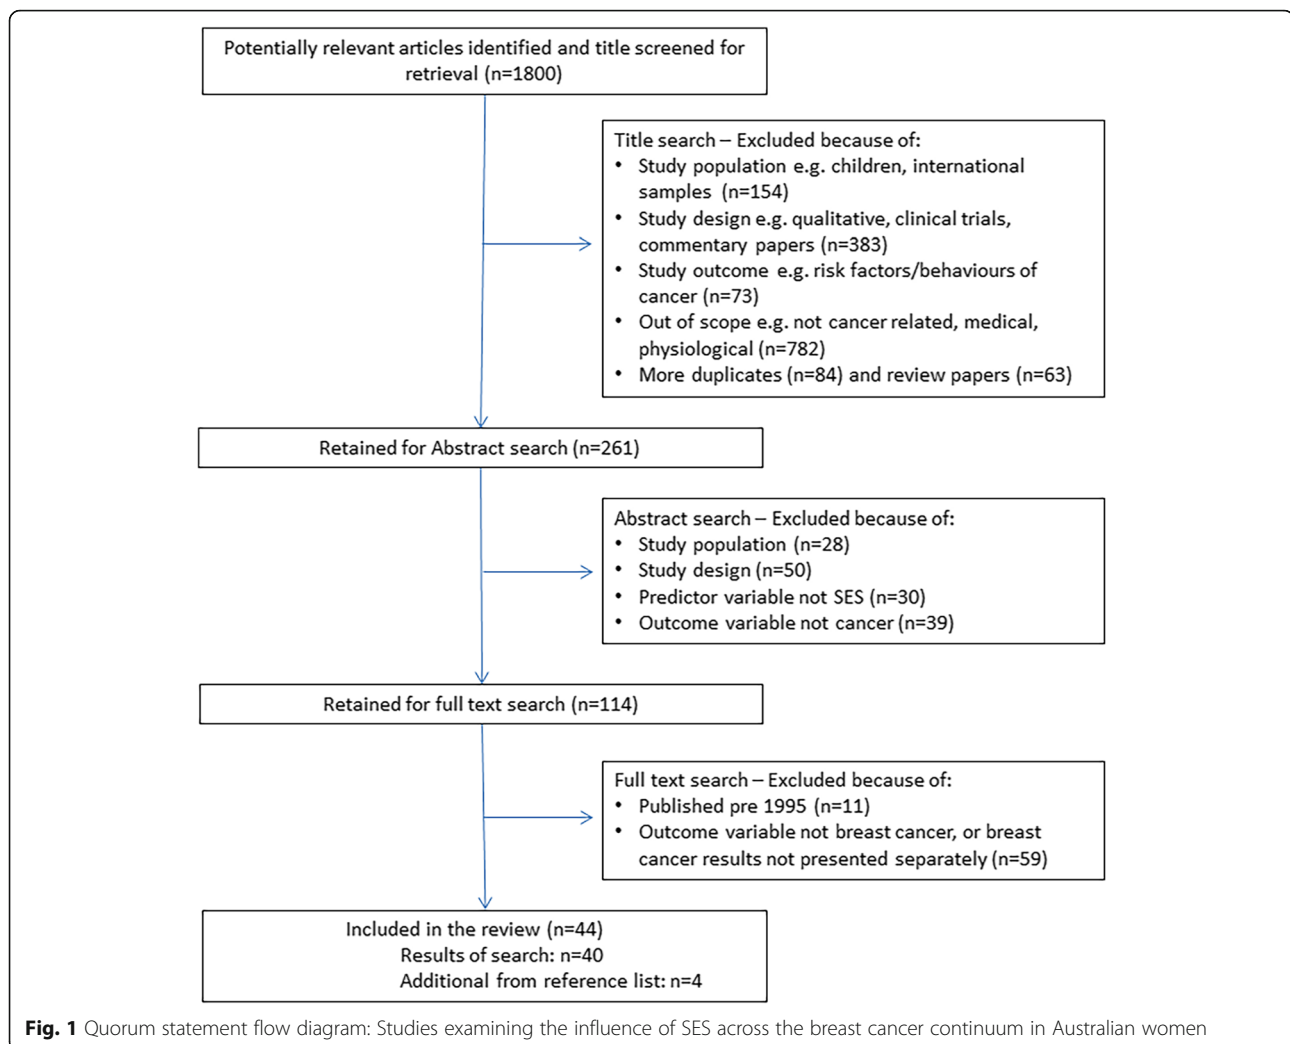 Potentially relevant articles identified and title screened for
retrieval (n=1800)
Title search – Excluded because of:
• Study population e.g. children, international
samples (n=154)
• Study design e.g. qualitative, clinical trials,
commentary papers (n=383)
• Study outcome e.g. risk factors/behaviours of
cancer (n=73)
• Out of scope e.g. not cancer related, medical,
physiological (n=782)
• More duplicates (n=84) and review papers (n=63)
Retained for Abstract search (n=261)
Abstract search – Excluded because of:
• Study population (n=28)
• Study design (n=50)
• Predictor variable not SES (n=30)
• Outcome variable not cancer (n=39)
Retained for full text search (n=114)
Full text search – Excluded because of:
• Published pre 1995 (n=11)
• Outcome variable not breast cancer, or breast
cancer results not presented separately (n=59)
Included in the review (n=44)
Results of search: n=40
Additional from reference list: n=4
Fig. 1 Quorum statement flow diagram: Studies examining the influence of SES across the breast cancer continuum in Australian women